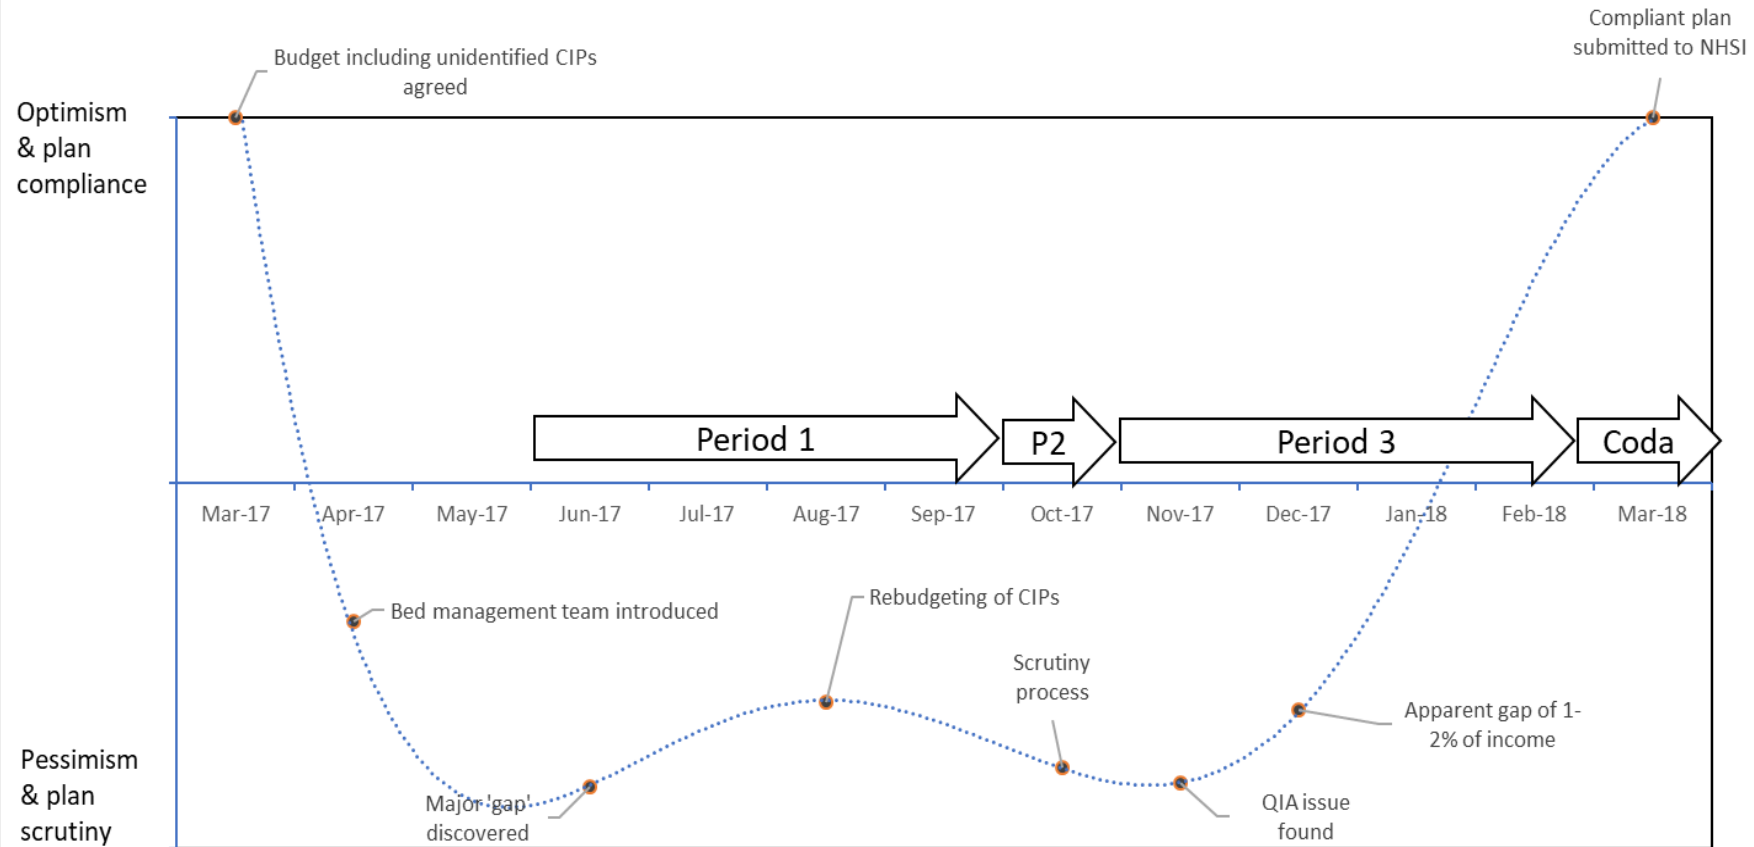 Compliant plan
submitted to NHSI
Budget including unidentified CIPs
agreed
Optimism
& plan
compliance
Period 1
P2
Period 3
Coda
Mar-17
Apr-17
May-17
Jun-17
Jul-17
Aug-17
Sep-17
Oct-17
Nov-17
Dec-17
Jan-18
Feb-18
Mar-18
Bed management team introduced
Rebudgeting of CIPs
Scrutiny
process
Apparent gap of 1-
2% of income
Pessimism
& plan
scrutiny
Major 'gap'
discovered
QIA issue
found